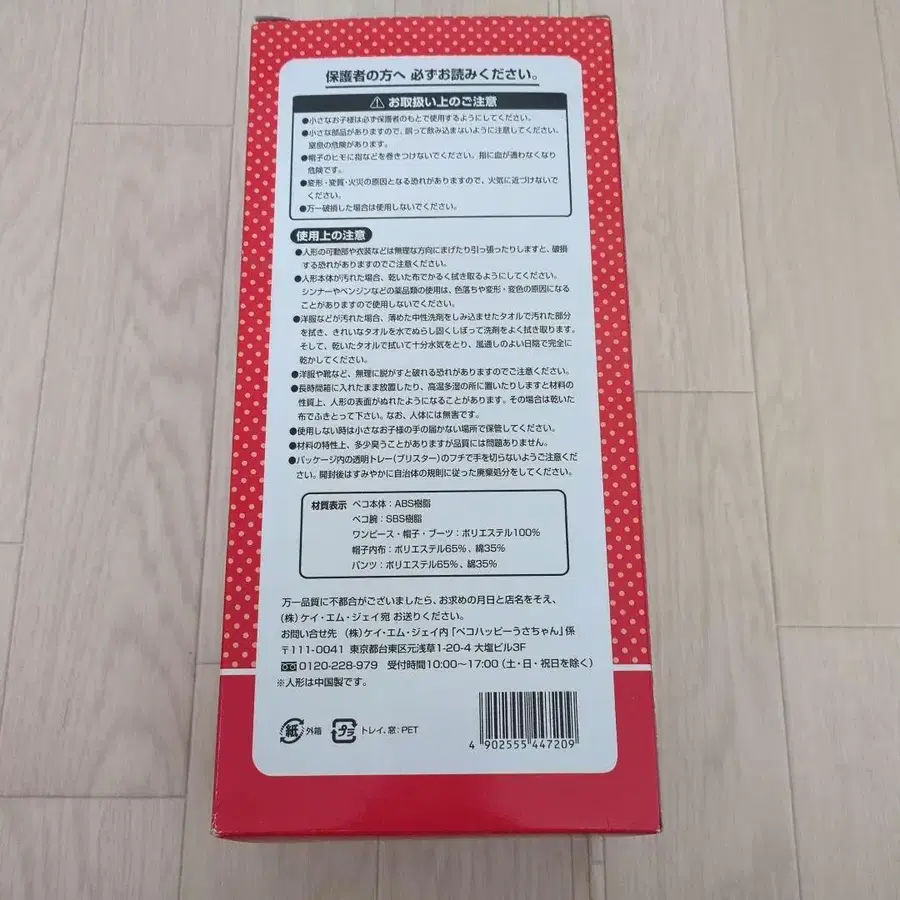 保護者の方へ 必ずお読みください。
⚠ お取扱い上のご注意
●小さなお子様は必ず保護者のもとで使用するようにしてください。
●小さな部品がありますので、誤って飲み込まないように注意してください。
窒息の危険があります。
●帽子のヒモに指などを巻きつけないでください。指に血が通わなくなり
危険です。
●変形・変質・火災の原因となる恐れがありますので、火気に近づけないで
ください。
●万一破損した場合は使用しないでください。
使用上の注意
●人形の可動部や衣装などは無理な方向にまげたり引っ張ったりしますと、破損
する恐れがありますのでご注意ください。
●人形本体が汚れた場合、乾いた布でかるく拭き取るようにしてください。
シンナーやベンジンなどの薬品類の使用は、色落ちや変形・変色の原因になる
ことがありますので使用しないでください。
●洋服などが汚れた場合、薄めた中性洗剤をしみ込ませたタオルで汚れた部分
を拭き、きれいなタオルを水でぬらし固くしぼって洗剤をよく拭き取ります。
そして、乾いたタオルで拭いて十分水気をとり、風通しのよい日陰で完全に
乾かしてください。
●洋服や靴など、無理に脱がすと破れる恐れがありますのでご注意ください。
●長時間箱に入れたまま放置したり、高温多湿の所に置いたりしますと材料の
性質上、人形の表面がぬれたようになることがあります。その場合は乾いた
布でふきとって下さい。なお、人体には無害です。
●使用しない時は小さなお子様の手の届かない場所で保管してください。
●材料の特性上、多少臭うことがありますが品質には問題ありません。
●パッケージ内の透明トレー(ブリスター)のフチで手を切らないようご注意くださ
い。開封後はすみやかに自治体の規則に従った廃棄処分をしてください。
材質表示 ペコ本体:ABS樹脂
ペコ腕:SBS樹脂
ワンピース・帽子・ブーツ:ポリエステル100%
帽子内布:ポリエステル65%、綿35%
パンツ:ポリエステル65%、綿35%
万一品質に不都合がございましたら、お求めの月日と店名をそえ、
(株)ケイ・エム・ジェイ宛 お送りください。
お問い合せ先 (株)ケイ・エム・ジェイ内「ペコハッピーうさちゃん」係
〒111-0041 東京都台東区元浅草1-20-4 大塩ビル3F
0120-228-979 受付時間10:00〜17:00(土・日・祝日を除く)
※人形は中国製です。
紙 外箱 プラ トレイ、窓:PET
4 902555 447209